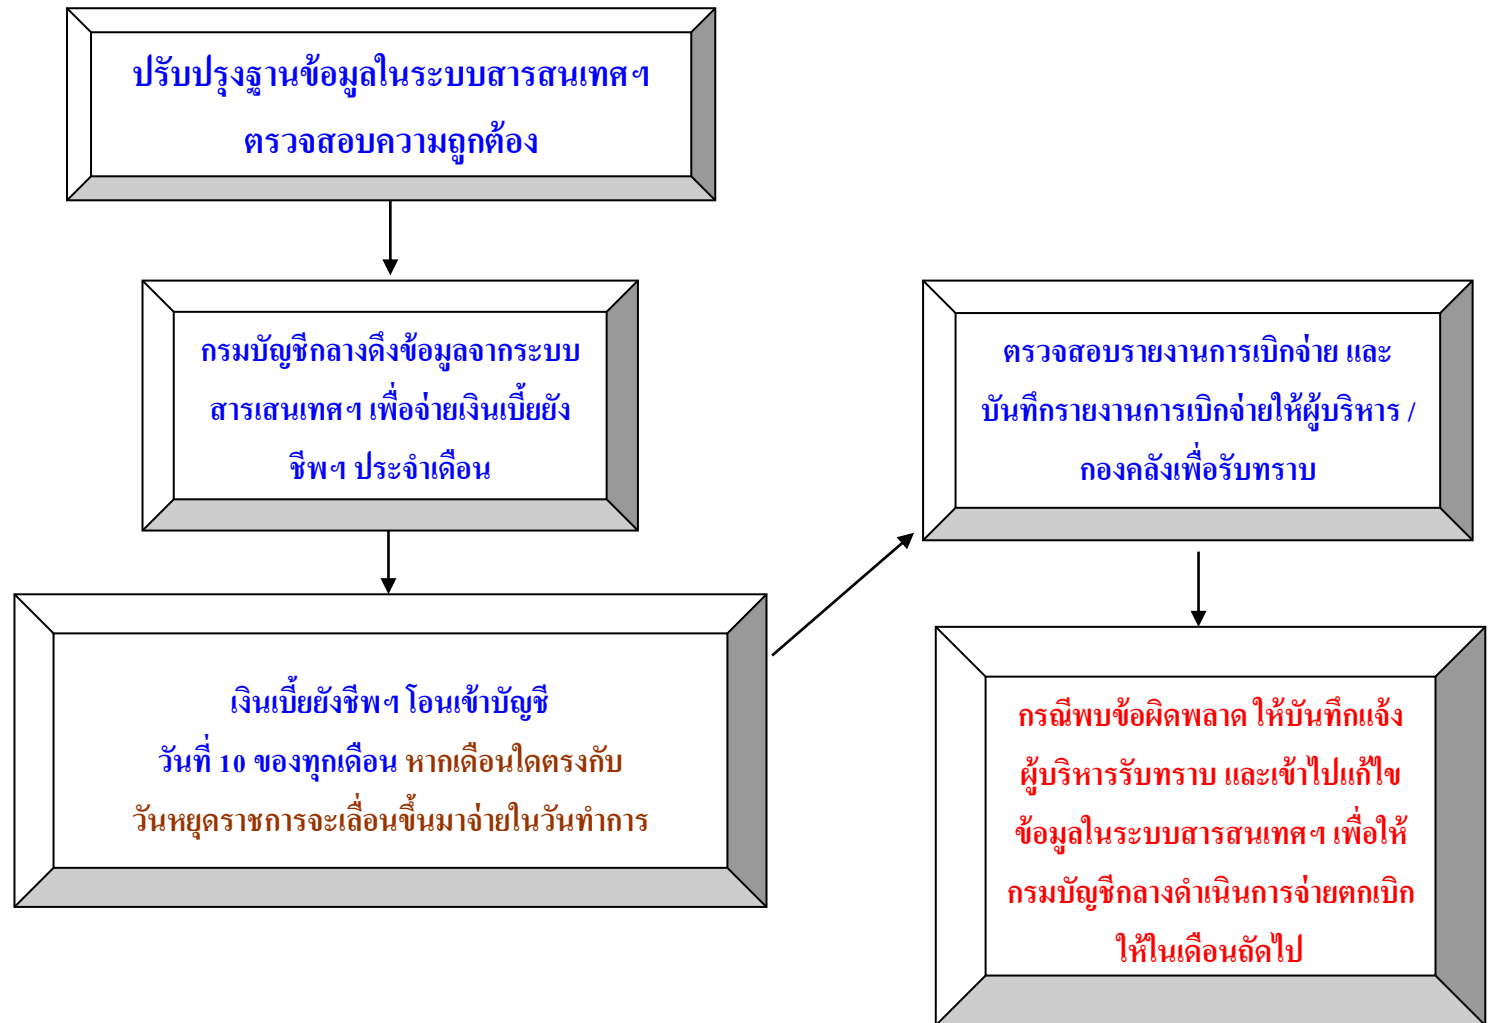 ปรับปรุงฐานข้อมูลในระบบสารสนเทศฯ
ตรวจสอบความถูกต้อง
กรมบัญชีกลางดึงข้อมูลจากระบบ
สารเสนเทศฯ เพื่อจ่ายเงินเบี้ยยัง
ชีพฯ ประจำเดือน
เงินเบี้ยยังชีพฯ โอนเข้าบัญชี
วันที่ 10 ของทุกเดือน หากเดือนใดตรงกับ
วันหยุดราชการจะเลื่อนขึ้นมาจ่ายในวันทำการ
ตรวจสอบรายงานการเบิกจ่าย และ
บันทึกรายงานการเบิกจ่ายให้ผู้บริหาร /
กองคลังเพื่อรับทราบ
กรณีพบข้อผิดพลาด ให้บันทึกแจ้ง
ผู้บริหารรับทราบ และเข้าไปแก้ไข
ข้อมูลในระบบสารสนเทศฯ เพื่อให้
กรมบัญชีกลางดำเนินการจ่ายตกเบิก
ให้ในเดือนถัดไป